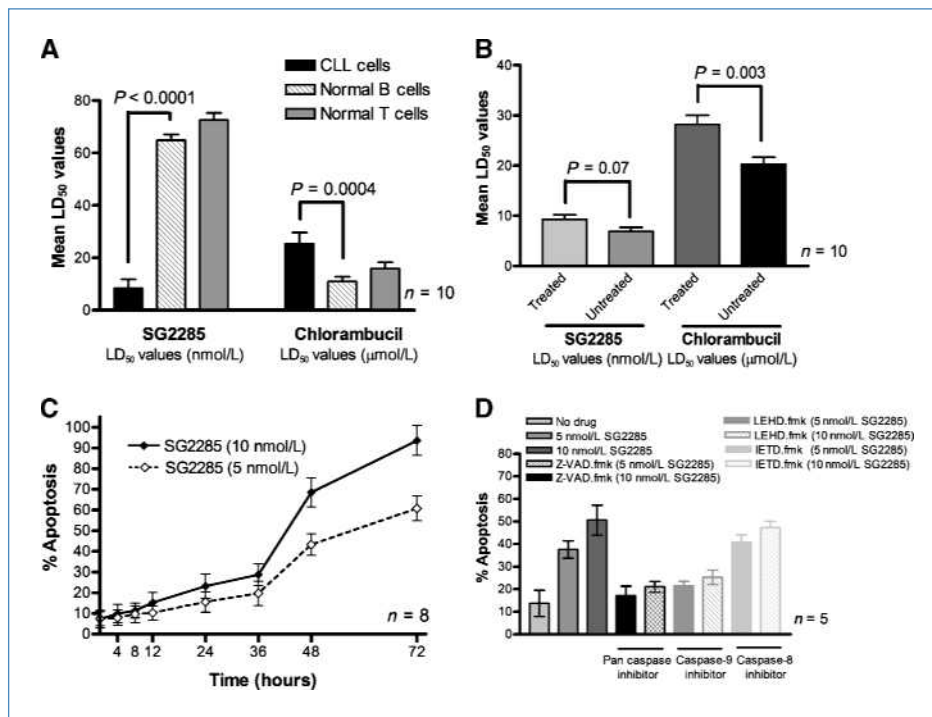 A
CLL cells
Normal B cells
Normal T cells
P < 0.0001
P = 0.0004
Mean LD50 values
80
60
40
20
0
n = 10
SG2285
LD50 values (nmol/L)
Chlorambucil
LD50 values (μmol/L)
B
P = 0.003
P = 0.07
Mean LD50 values
40
30
20
10
0
n = 10
Treated
Untreated
Treated
Untreated
SG2285
LD50 values (nmol/L)
Chlorambucil
LD50 values (μmol/L)
C
SG2285 (10 nmol/L)
SG2285 (5 nmol/L)
% Apoptosis
100
90
80
70
60
50
40
30
20
10
0
n = 8
4 8 12 24 36 48 72
Time (hours)
D
No drug
5 nmol/L SG2285
10 nmol/L SG2285
Z-VAD.fmk (5 nmol/L SG2285)
Z-VAD.fmk (10 nmol/L SG2285)
LEHD.fmk (5 nmol/L SG2285)
LEHD.fmk (10 nmol/L SG2285)
IETD.fmk (5 nmol/L SG2285)
IETD.fmk (10 nmol/L SG2285)
% Apoptosis
80
70
60
50
40
30
20
10
0
n = 5
Pan caspase
inhibitor
Caspase-9
inhibitor
Caspase-8
inhibitor